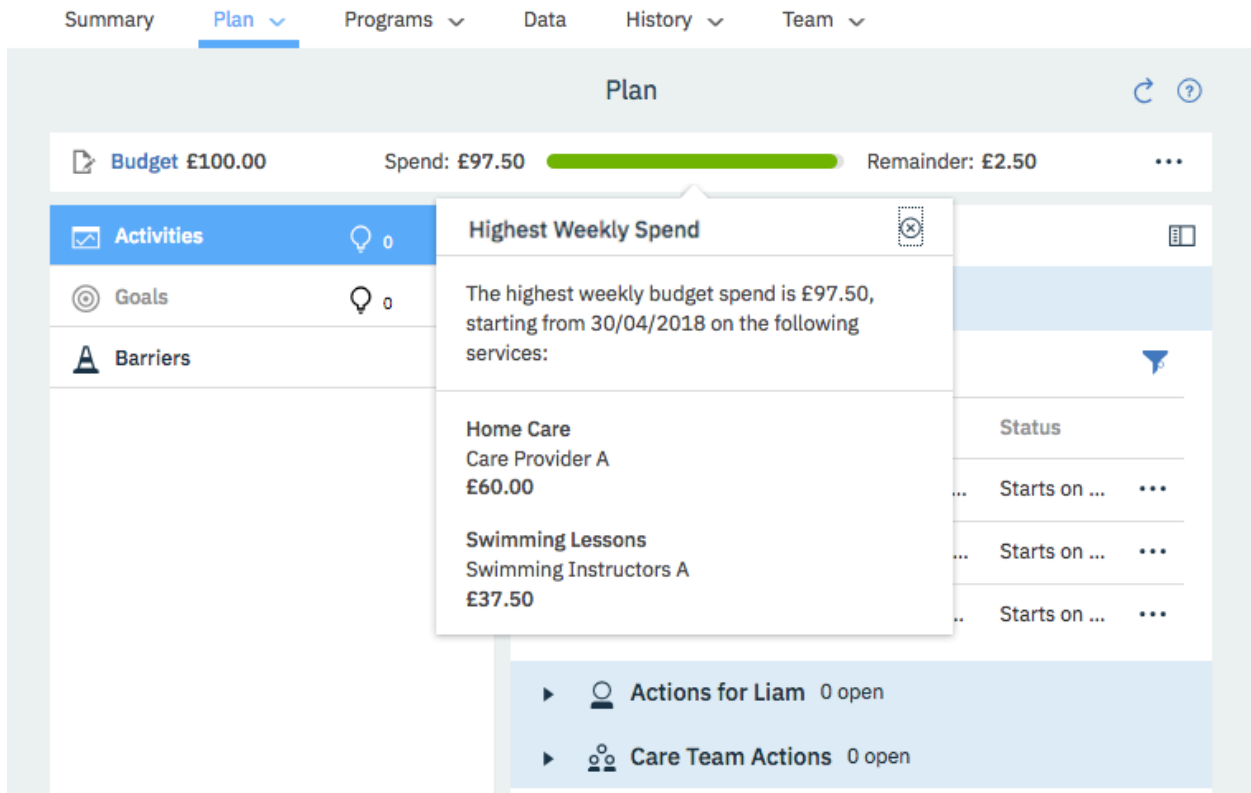 Summary Plan Programs Data History Team
Plan
Budget £100.00 Spend: £97.50 Remainder: £2.50 ...
Activities 0
Goals 0
Barriers
Highest Weekly Spend
The highest weekly budget spend is £97.50,
starting from 30/04/2018 on the following
services:
Home Care
Care Provider A
£60.00
Swimming Lessons
Swimming Instructors A
£37.50
Status
... Starts on ... ...
... Starts on ... ...
.. Starts on ... ...
Actions for Liam 0 open
Care Team Actions 0 open